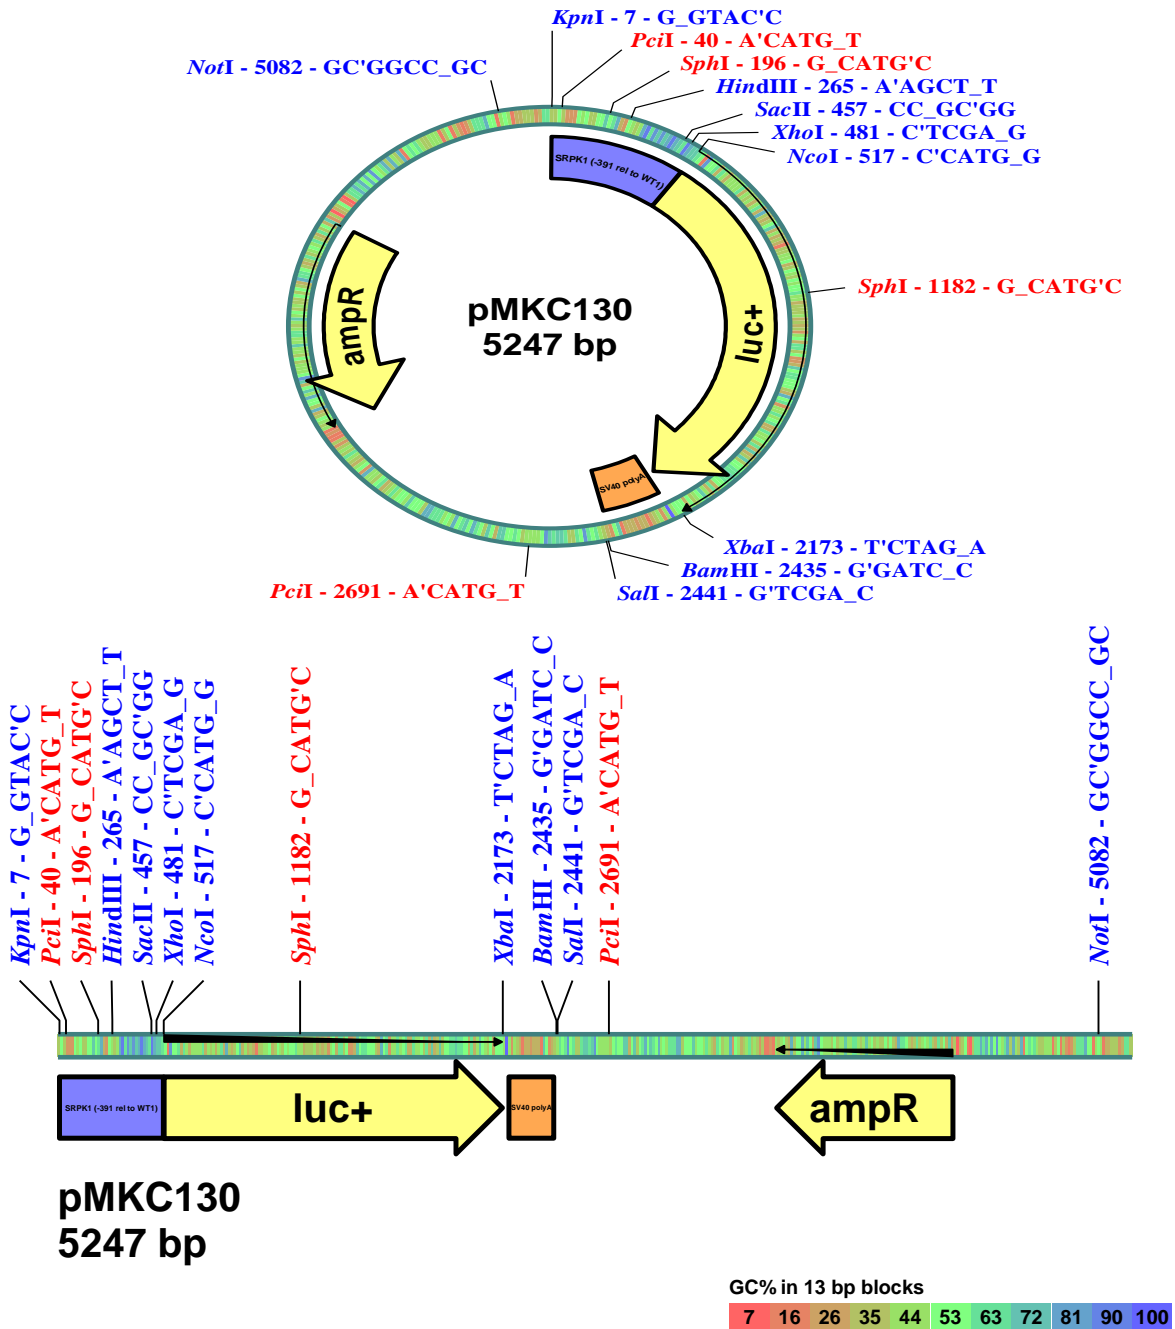 KpnI - 7 - G_GTAC'C
PciI - 40 - A'CATG_T
SphI - 196 - G_CATG'C
NotI - 5082 - GC'GGCC_GC
HindIII - 265 - A'AGCT_T
SacII - 457 - CC_GC'GG
XhoI - 481 - C'TCGA_G
NcoI - 517 - C'CATG_G
SRPK1 (-391 rel to WT1)
SphI - 1182 - G_CATG'C
pMKC130
5247 bp
ampR
luc+
SV40 polyA
XbaI - 2173 - T'CTAG_A
BamHI - 2435 - G'GATC_C
SalI - 2441 - G'TCGA_C
PciI - 2691 - A'CATG_T
KpnI - 7 - G_GTAC'C
PciI - 40 - A'CATG_T
SphI - 196 - G_CATG'C
HindIII - 265 - A'AGCT_T
SacII - 457 - CC_GC'GG
XhoI - 481 - C'TCGA_G
NcoI - 517 - C'CATG_G
SphI - 1182 - G_CATG'C
XbaI - 2173 - T'CTAG_A
BamHI - 2435 - G'GATC_C
SalI - 2441 - G'TCGA_C
PciI - 2691 - A'CATG_T
NotI - 5082 - GC'GGCC_GC
SRPK1 (-391 rel to WT1)
luc+
SV40 polyA
ampR
pMKC130
5247 bp
GC% in 13 bp blocks
7 16 26 35 44 53 63 72 81 90 100